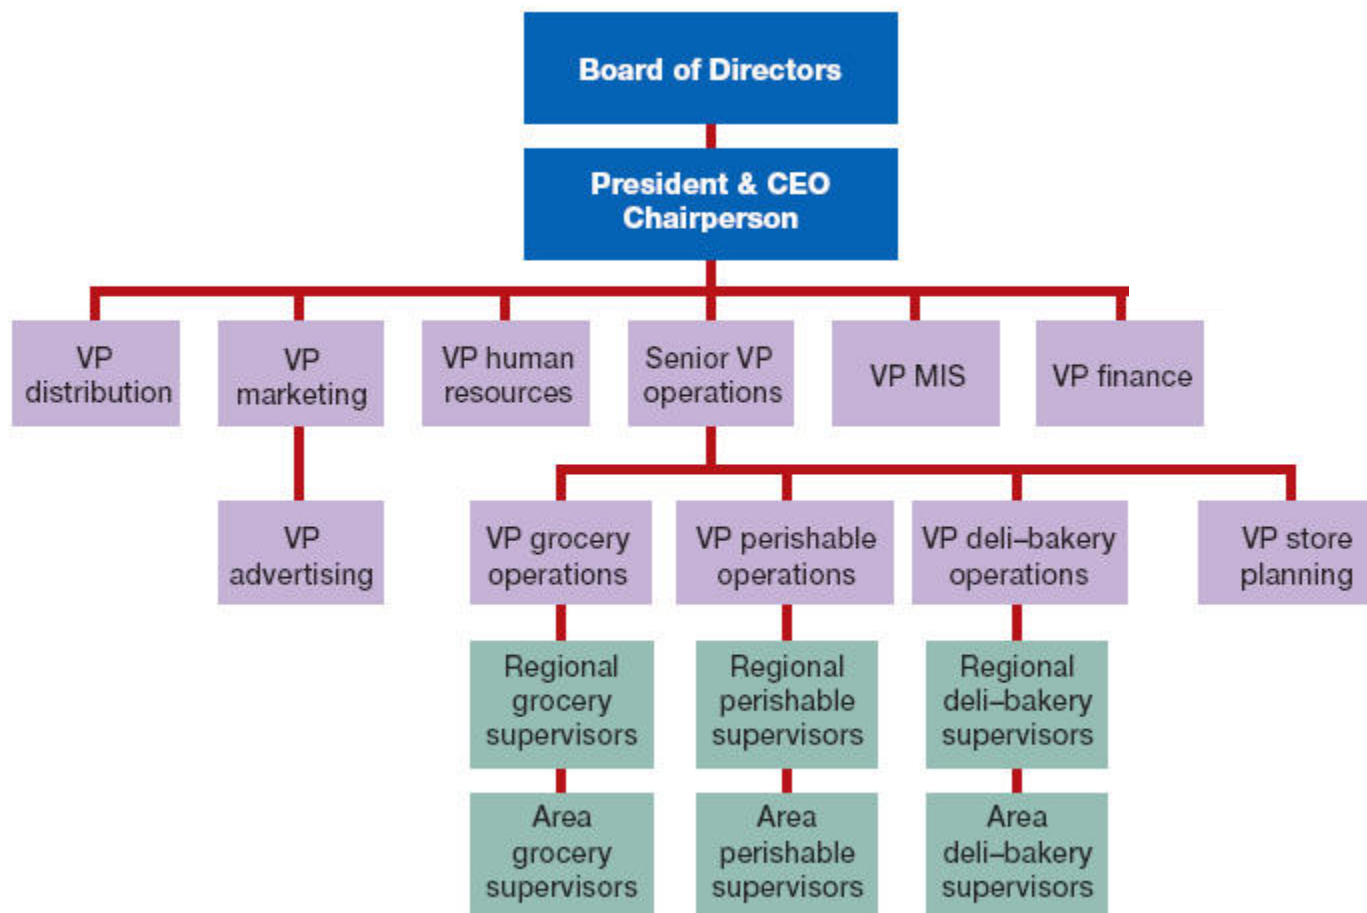 Board of Directors
President & CEO
Chairperson
VP
distribution
VP
marketing
VP human
resources
Senior VP
operations
VP MIS
VP finance
VP
advertising
VP grocery
operations
VP perishable
operations
VP deli–bakery
operations
VP store
planning
Regional
grocery
supervisors
Regional
perishable
supervisors
Regional
deli–bakery
supervisors
Area
grocery
supervisors
Area
perishable
supervisors
Area
deli–bakery
supervisors